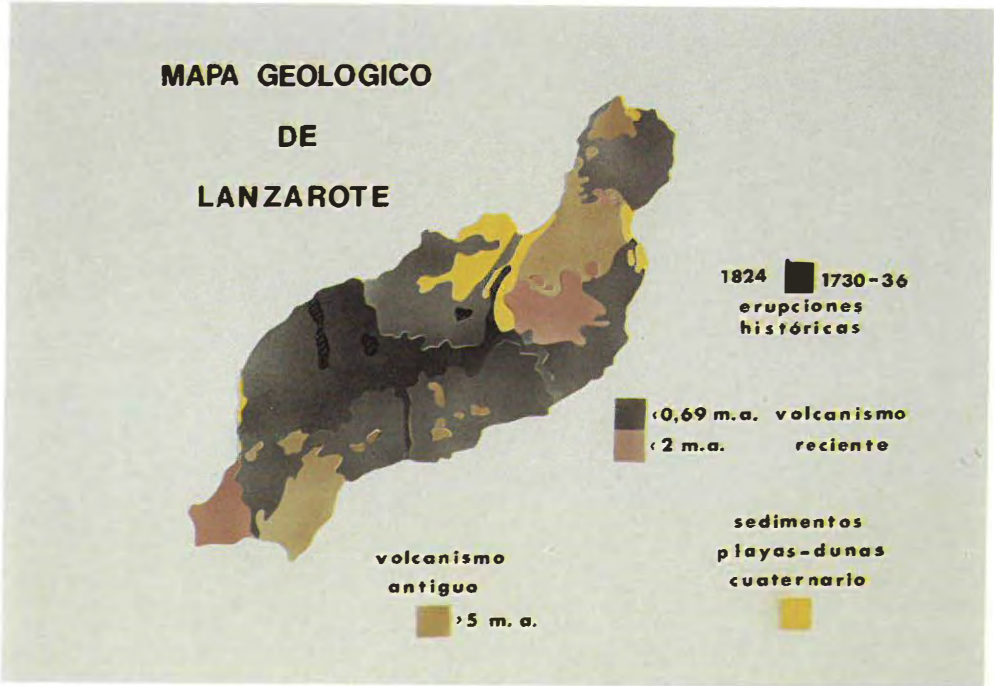 MAPA GEOLOGICO
DE
LANZAROTE
1824 1730-36
erupciones
históricas
<0,69 m.a. volcanismo
<2 m.a. reciente
sedimentos
playas-dunas
cuaternario
volcanismo
antiguo
>5 m. a.